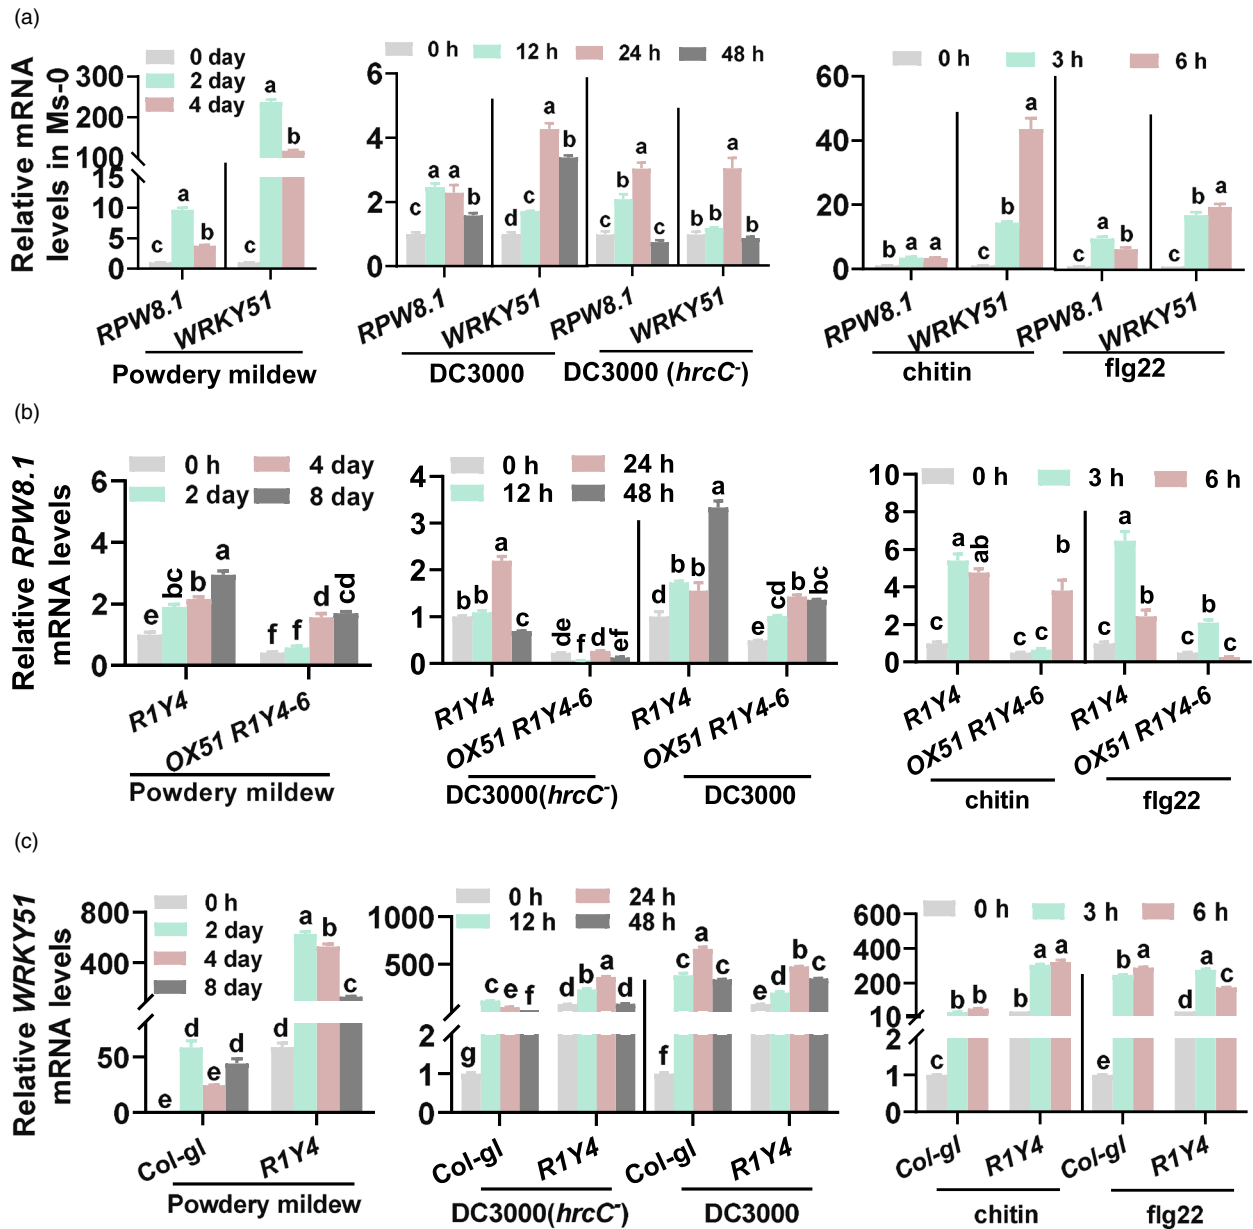 (a)
Relative mRNA
levels in Ms-0
0 day
2 day
4 day
300
200
100
15
10
5
0
c a b c a b
RPW8.1 WRKY51
Powdery mildew
0 h 12 h 24 h 48 h
6
4
2
0
c a a b d c a b c b a c b b a b
RPW8.1 WRKY51 RPW8.1 WRKY51
DC3000 DC3000 (hrcC-)
0 h 3 h 6 h
60
40
20
0
b a a c b a c a b c b a
RPW8.1 WRKY51 RPW8.1 WRKY51
chitin flg22
(b)
Relative RPW8.1
mRNA levels
0 h 4 day
2 day 8 day
6
4
2
0
e bc b a f f d cd
R1Y4 OX51 R1Y4-6
Powdery mildew
0 h 24 h
12 h 48 h
4
3
2
1
0
b b a c de f d ef d b b a e cd b bc
R1Y4 OX51 R1Y4-6 R1Y4 OX51 R1Y4-6
DC3000(hrcC-) DC3000
0 h 3 h 6 h
10
8
6
4
2
0
c a ab c c b c a b c b c
R1Y4 OX51 R1Y4-6 R1Y4 OX51 R1Y4-6
chitin flg22
(c)
Relative WRKY51
mRNA levels
0 h
2 day
4 day
8 day
800
400
50
0
e d e d d a b c
Col-gl R1Y4
Powdery mildew
0 h 24 h
12 h 48 h
1000
500
2
1
0
g c e f d b a d f b a c e d b c
Col-gl R1Y4 Col-gl R1Y4
DC3000(hrcC-) DC3000
0 h 3 h 6 h
600
400
200
10
2
1
0
c b b b a a e b a d a c
Col-gl R1Y4 Col-gl R1Y4
chitin flg22